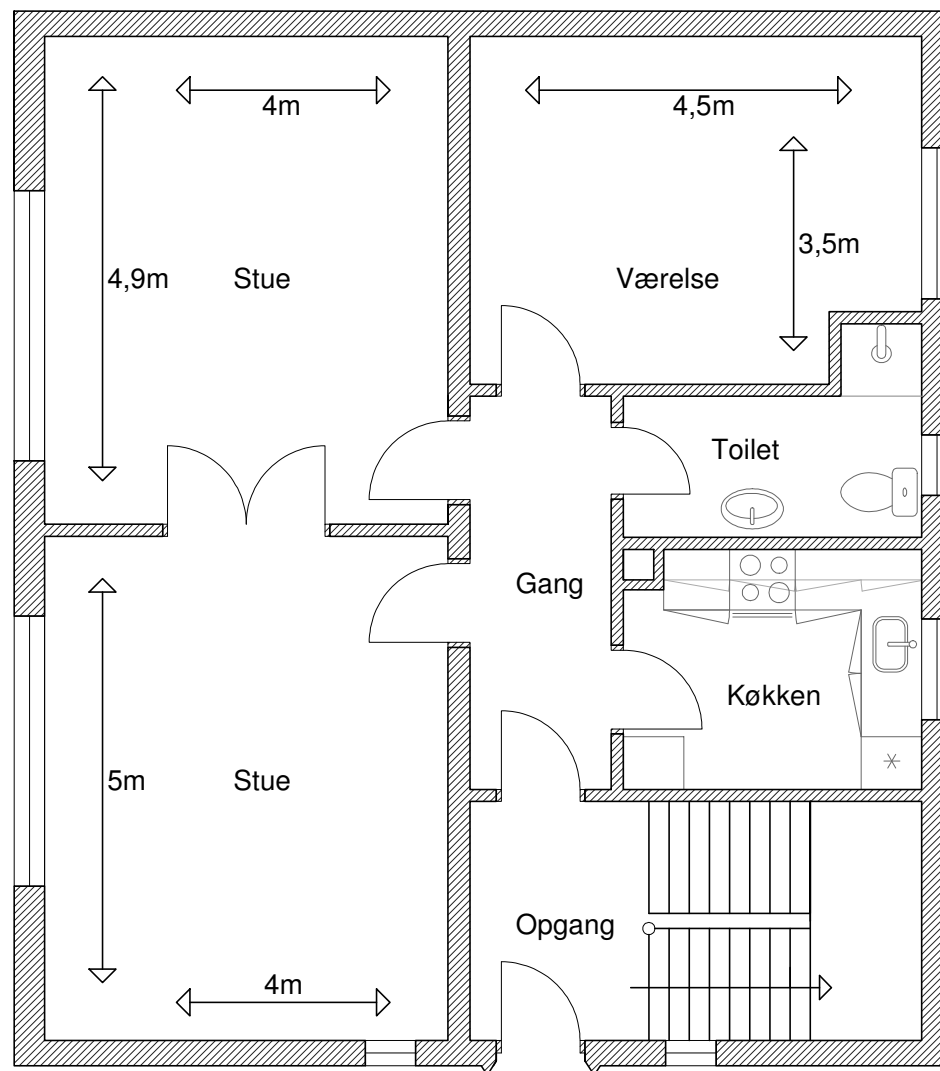 4m
4,5m
3,5m
4,9m
Stue
Værelse
Toilet
Gang
Køkken
5m
Stue
Opgang
4m